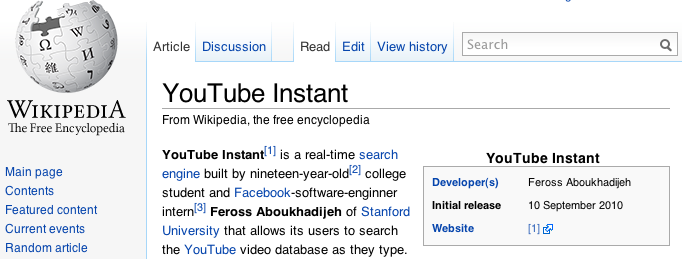 Article Discussion Read Edit View history Search
WIKIPEDIA
The Free Encyclopedia
Main page
Contents
Featured content
Current events
Random article
YouTube Instant
From Wikipedia, the free encyclopedia
YouTube Instant[1] is a real-time search
engine built by nineteen-year-old[2] college
student and Facebook-software-enginner
intern[3] Feross Aboukhadijeh of Stanford
University that allows its users to search
the YouTube video database as they type.
YouTube Instant
Developer(s) Feross Aboukhadijeh
Initial release 10 September 2010
Website [1]